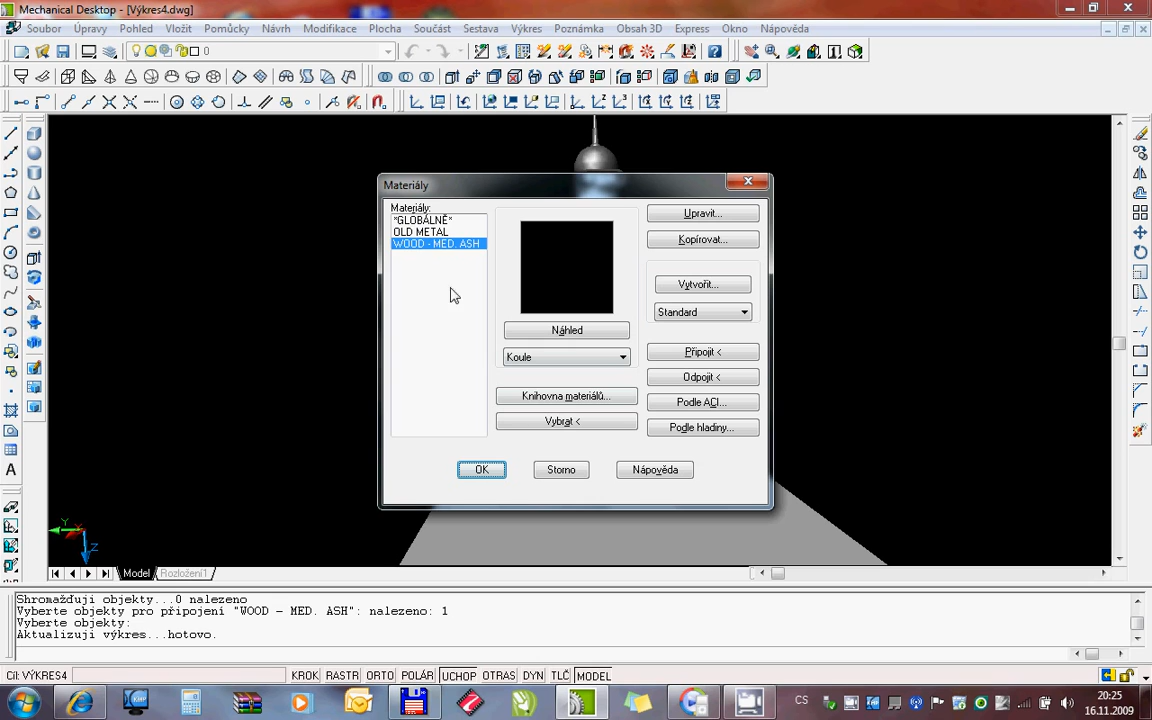 Mechanical Desktop - [Výkres4.dwg]
Soubor Úpravy Pohled Vložit Pomůcky Návrh Modifikace Plocha Součást Sestava Výkres Poznámka Obsah 3D Express Okno Nápověda
0
Materiály
Materiály:
*GLOBÁLNĚ*
OLD METAL
WOOD - MED. ASH
Upravit...
Kopírovat...
Vytvořit...
Standard
Náhled
Koule
Připojit <
Odpojit <
Knihovna materiálů...
Podle ACI...
Vybrat <
Podle hladiny...
OK Storno Nápověda
Y
X
Z
A
Model Rozložení1
Shromažďuji objekty...0 nalezeno
Vyberte objekty pro připojení "WOOD - MED. ASH": nalezeno: 1
Vyberte objekty:
Aktualizuji výkres...hotovo.
Cíl: VÝKRES4 KROK RASTR ORTO POLÁR UCHOP OTRAS DYN TLČ MODEL
CS
20:25
16.11.2009